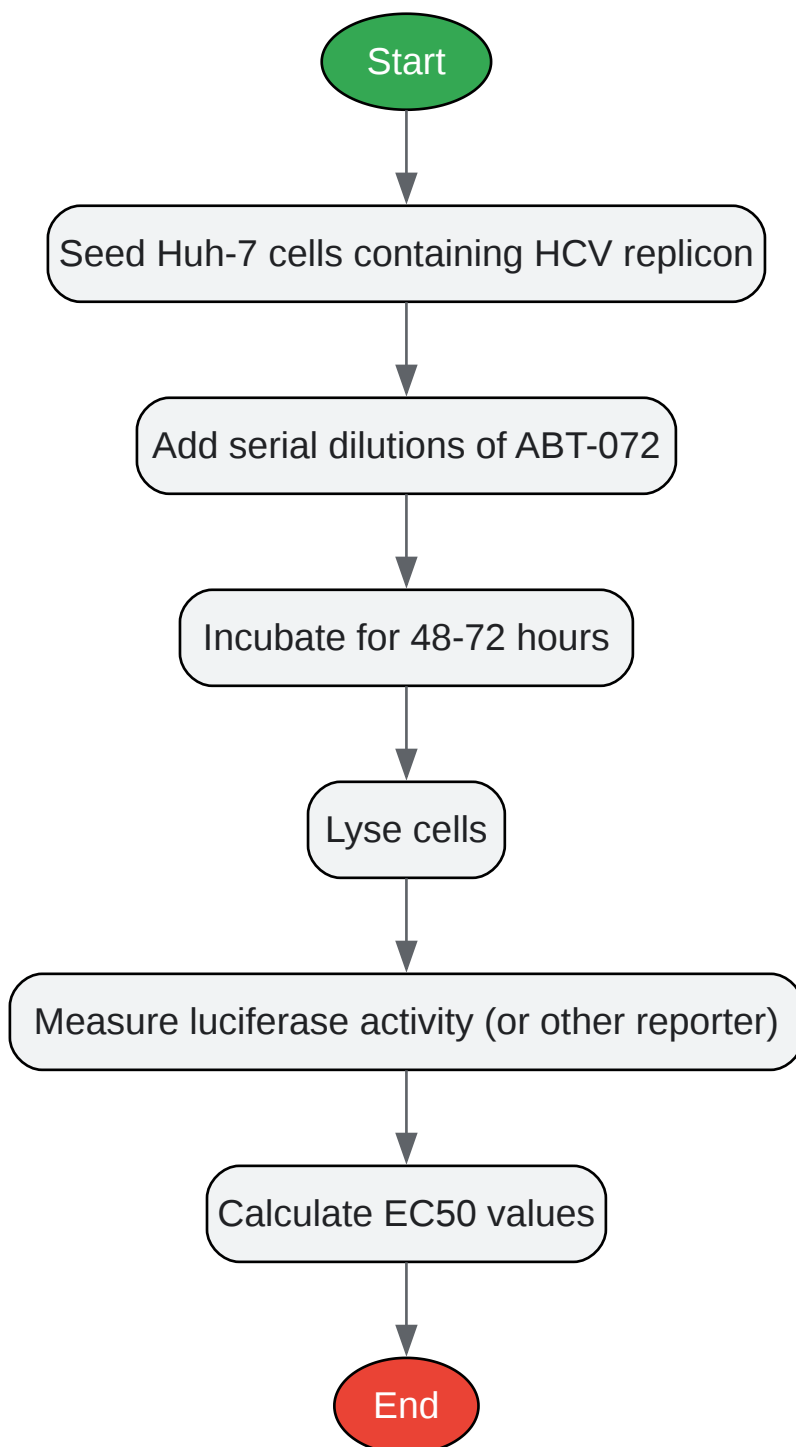 Start
Seed Huh-7 cells containing HCV replicon
Add serial dilutions of ABT-072
Incubate for 48-72 hours
Lyse cells
Measure luciferase activity (or other reporter)
Calculate EC50 values
End